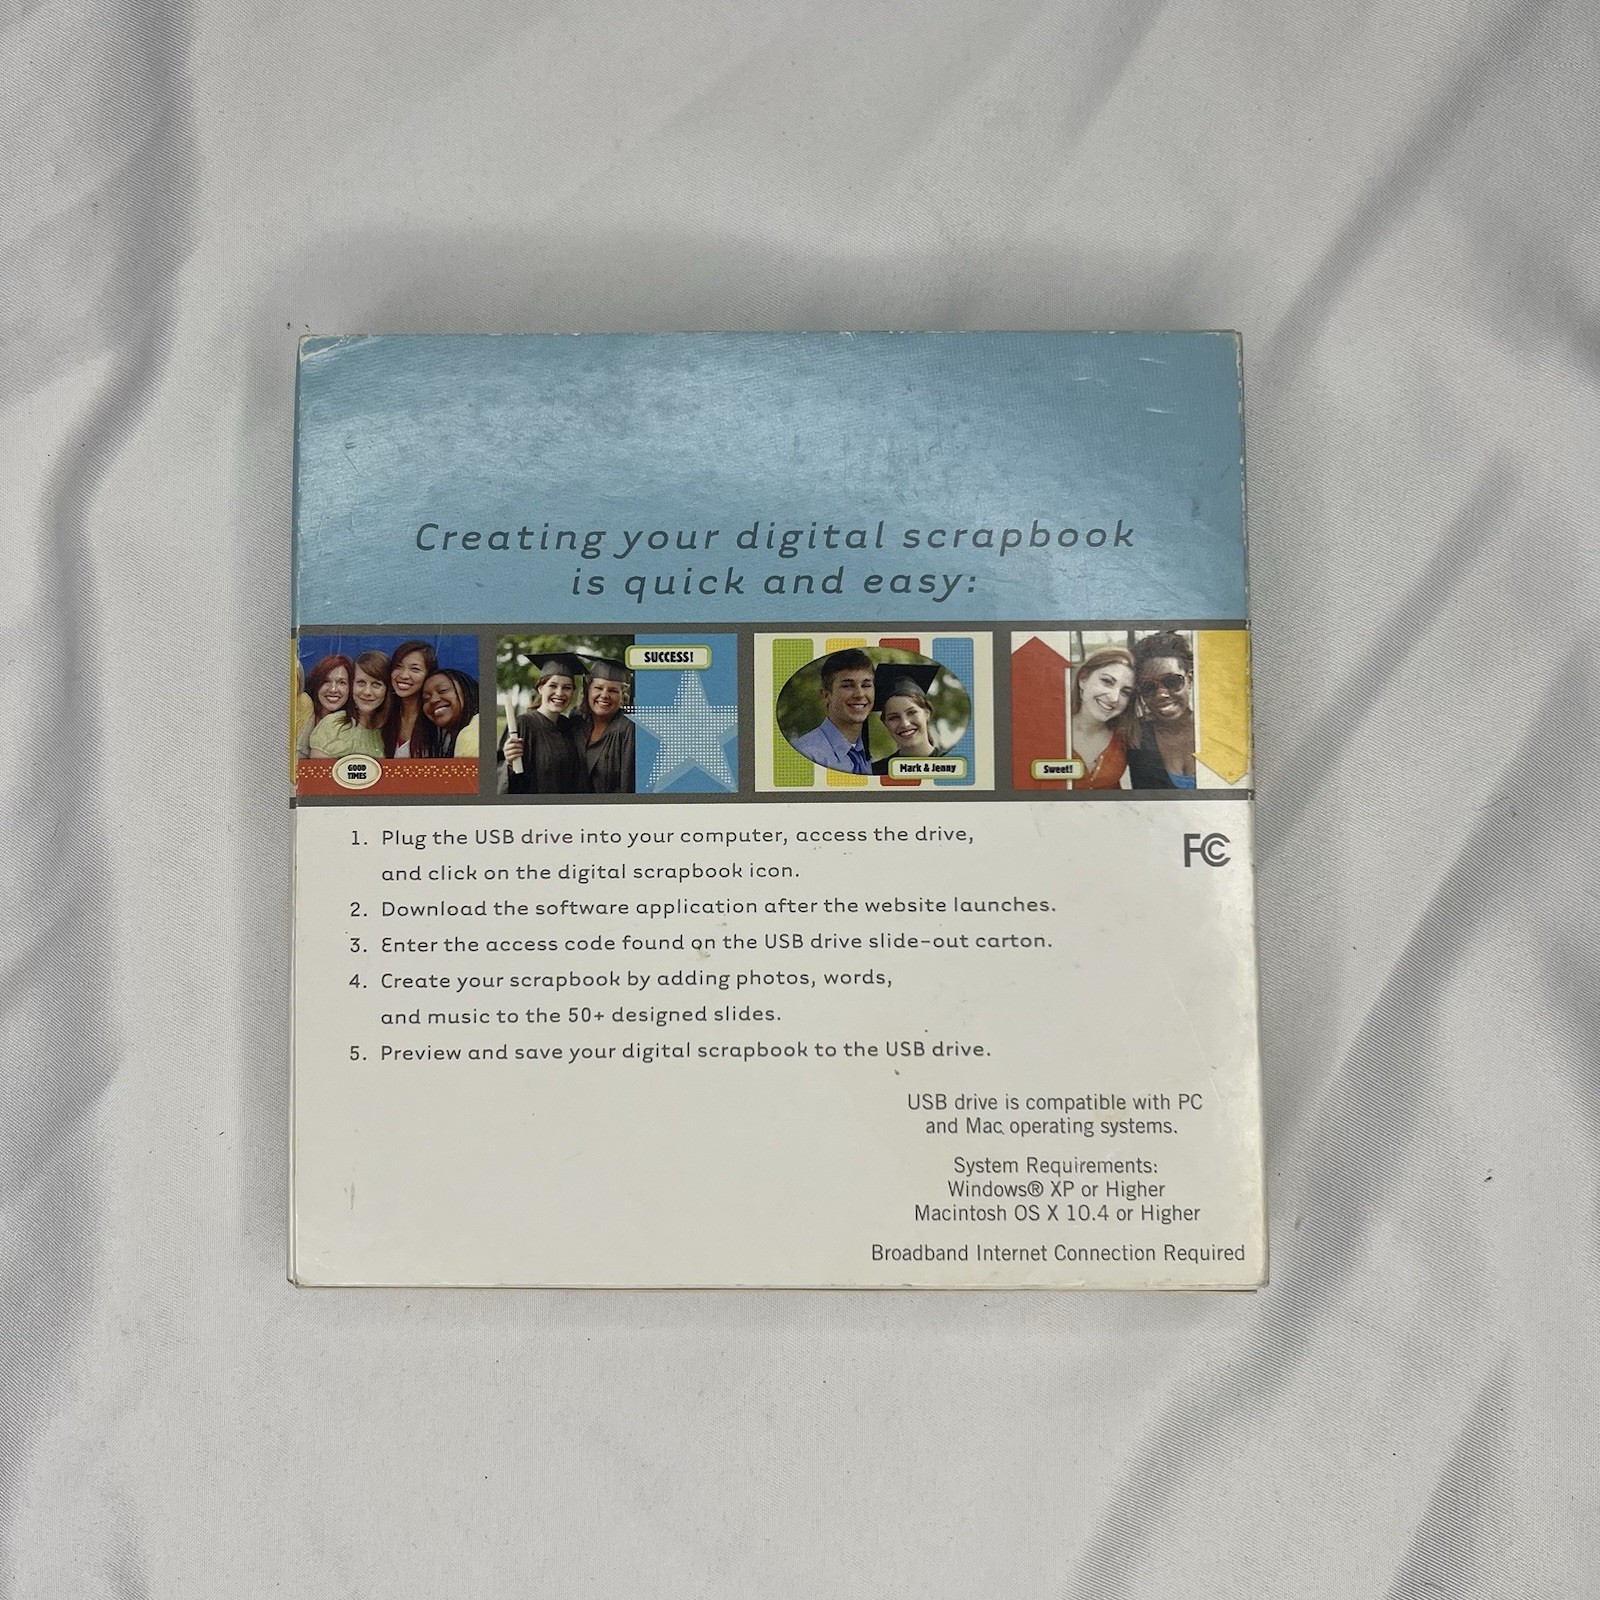 Creating your digital scrapbook
is quick and easy:
GOOD
TIMES
SUCCESS!
Mark & Jenny
Sweet!
1. Plug the USB drive into your computer, access the drive,
and click on the digital scrapbook icon.
2. Download the software application after the website launches.
3. Enter the access code found on the USB drive slide-out carton.
4. Create your scrapbook by adding photos, words,
and music to the 50+ designed slides.
5. Preview and save your digital scrapbook to the USB drive.
FC
USB drive is compatible with PC
and Mac operating systems.
System Requirements:
Windows® XP or Higher
Macintosh OS X 10.4 or Higher
Broadband Internet Connection Required